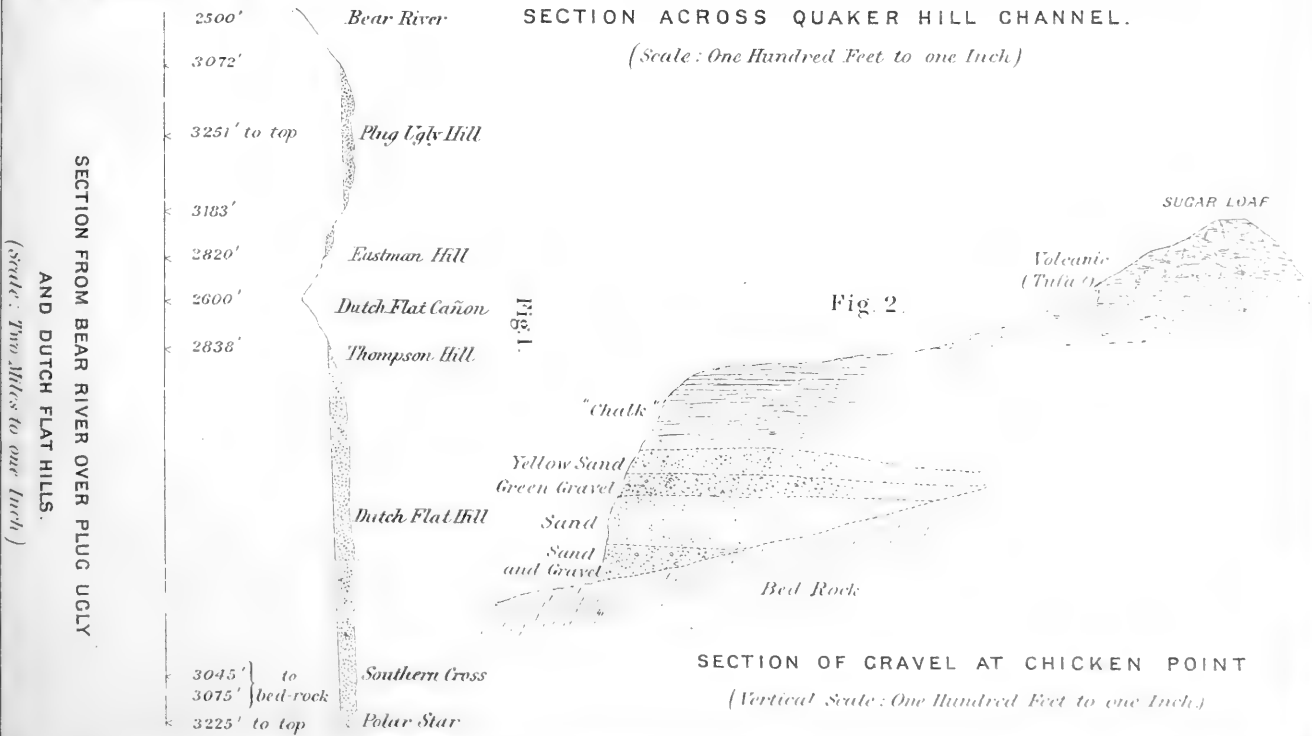 SECTION ACROSS QUAKER HILL CHANNEL.
(Scale: One Hundred Feet to one Inch)
2500' Bear River
3072'
3251' to top Plug Ugly Hill
3183'
2820' Eastman Hill
2600' Dutch Flat Cañon
2838' Thompson Hill
Dutch Flat Hill
3045' } to Southern Cross
3075' } bed-rock
3225' to top Polar Star
SECTION FROM BEAR RIVER OVER PLUG UGLY
AND DUTCH FLAT HILLS.
(Scale: Two Miles to one Inch)
Fig. 1.
Fig. 2.
SUGAR LOAF
Volcanic
(Tufa)
"Chalk"
Yellow Sand
Green Gravel
Sand
Sand
and Gravel
Bed Rock
SECTION OF GRAVEL AT CHICKEN POINT
(Vertical Scale: One Hundred Feet to one Inch.)